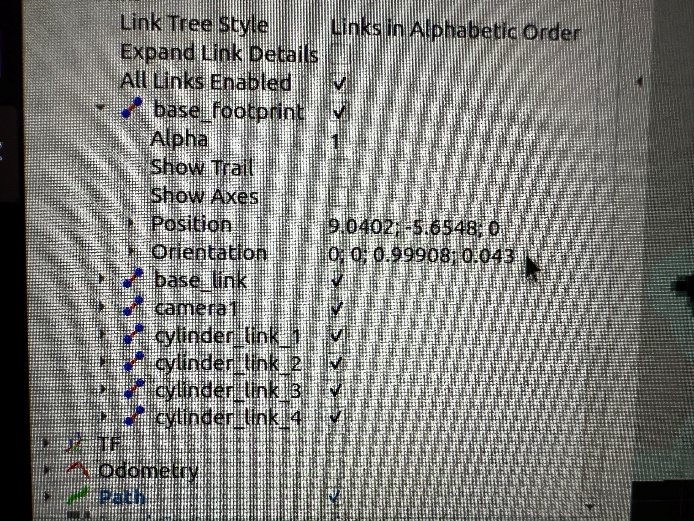 Link Tree Style Links in Alphabetic Order
Expand Link Details
All Links Enabled ✓
base_footprint ✓
Alpha 1
Show Trail
Show Axes
Position 9.0402; -5.6548; 0
Orientation 0; 0; 0.99908; 0.043
base_link ✓
camera1 ✓
cylinder_link_1 ✓
cylinder_link_2 ✓
cylinder_link_3 ✓
cylinder_link_4 ✓
TF
Odometry
Path ✓